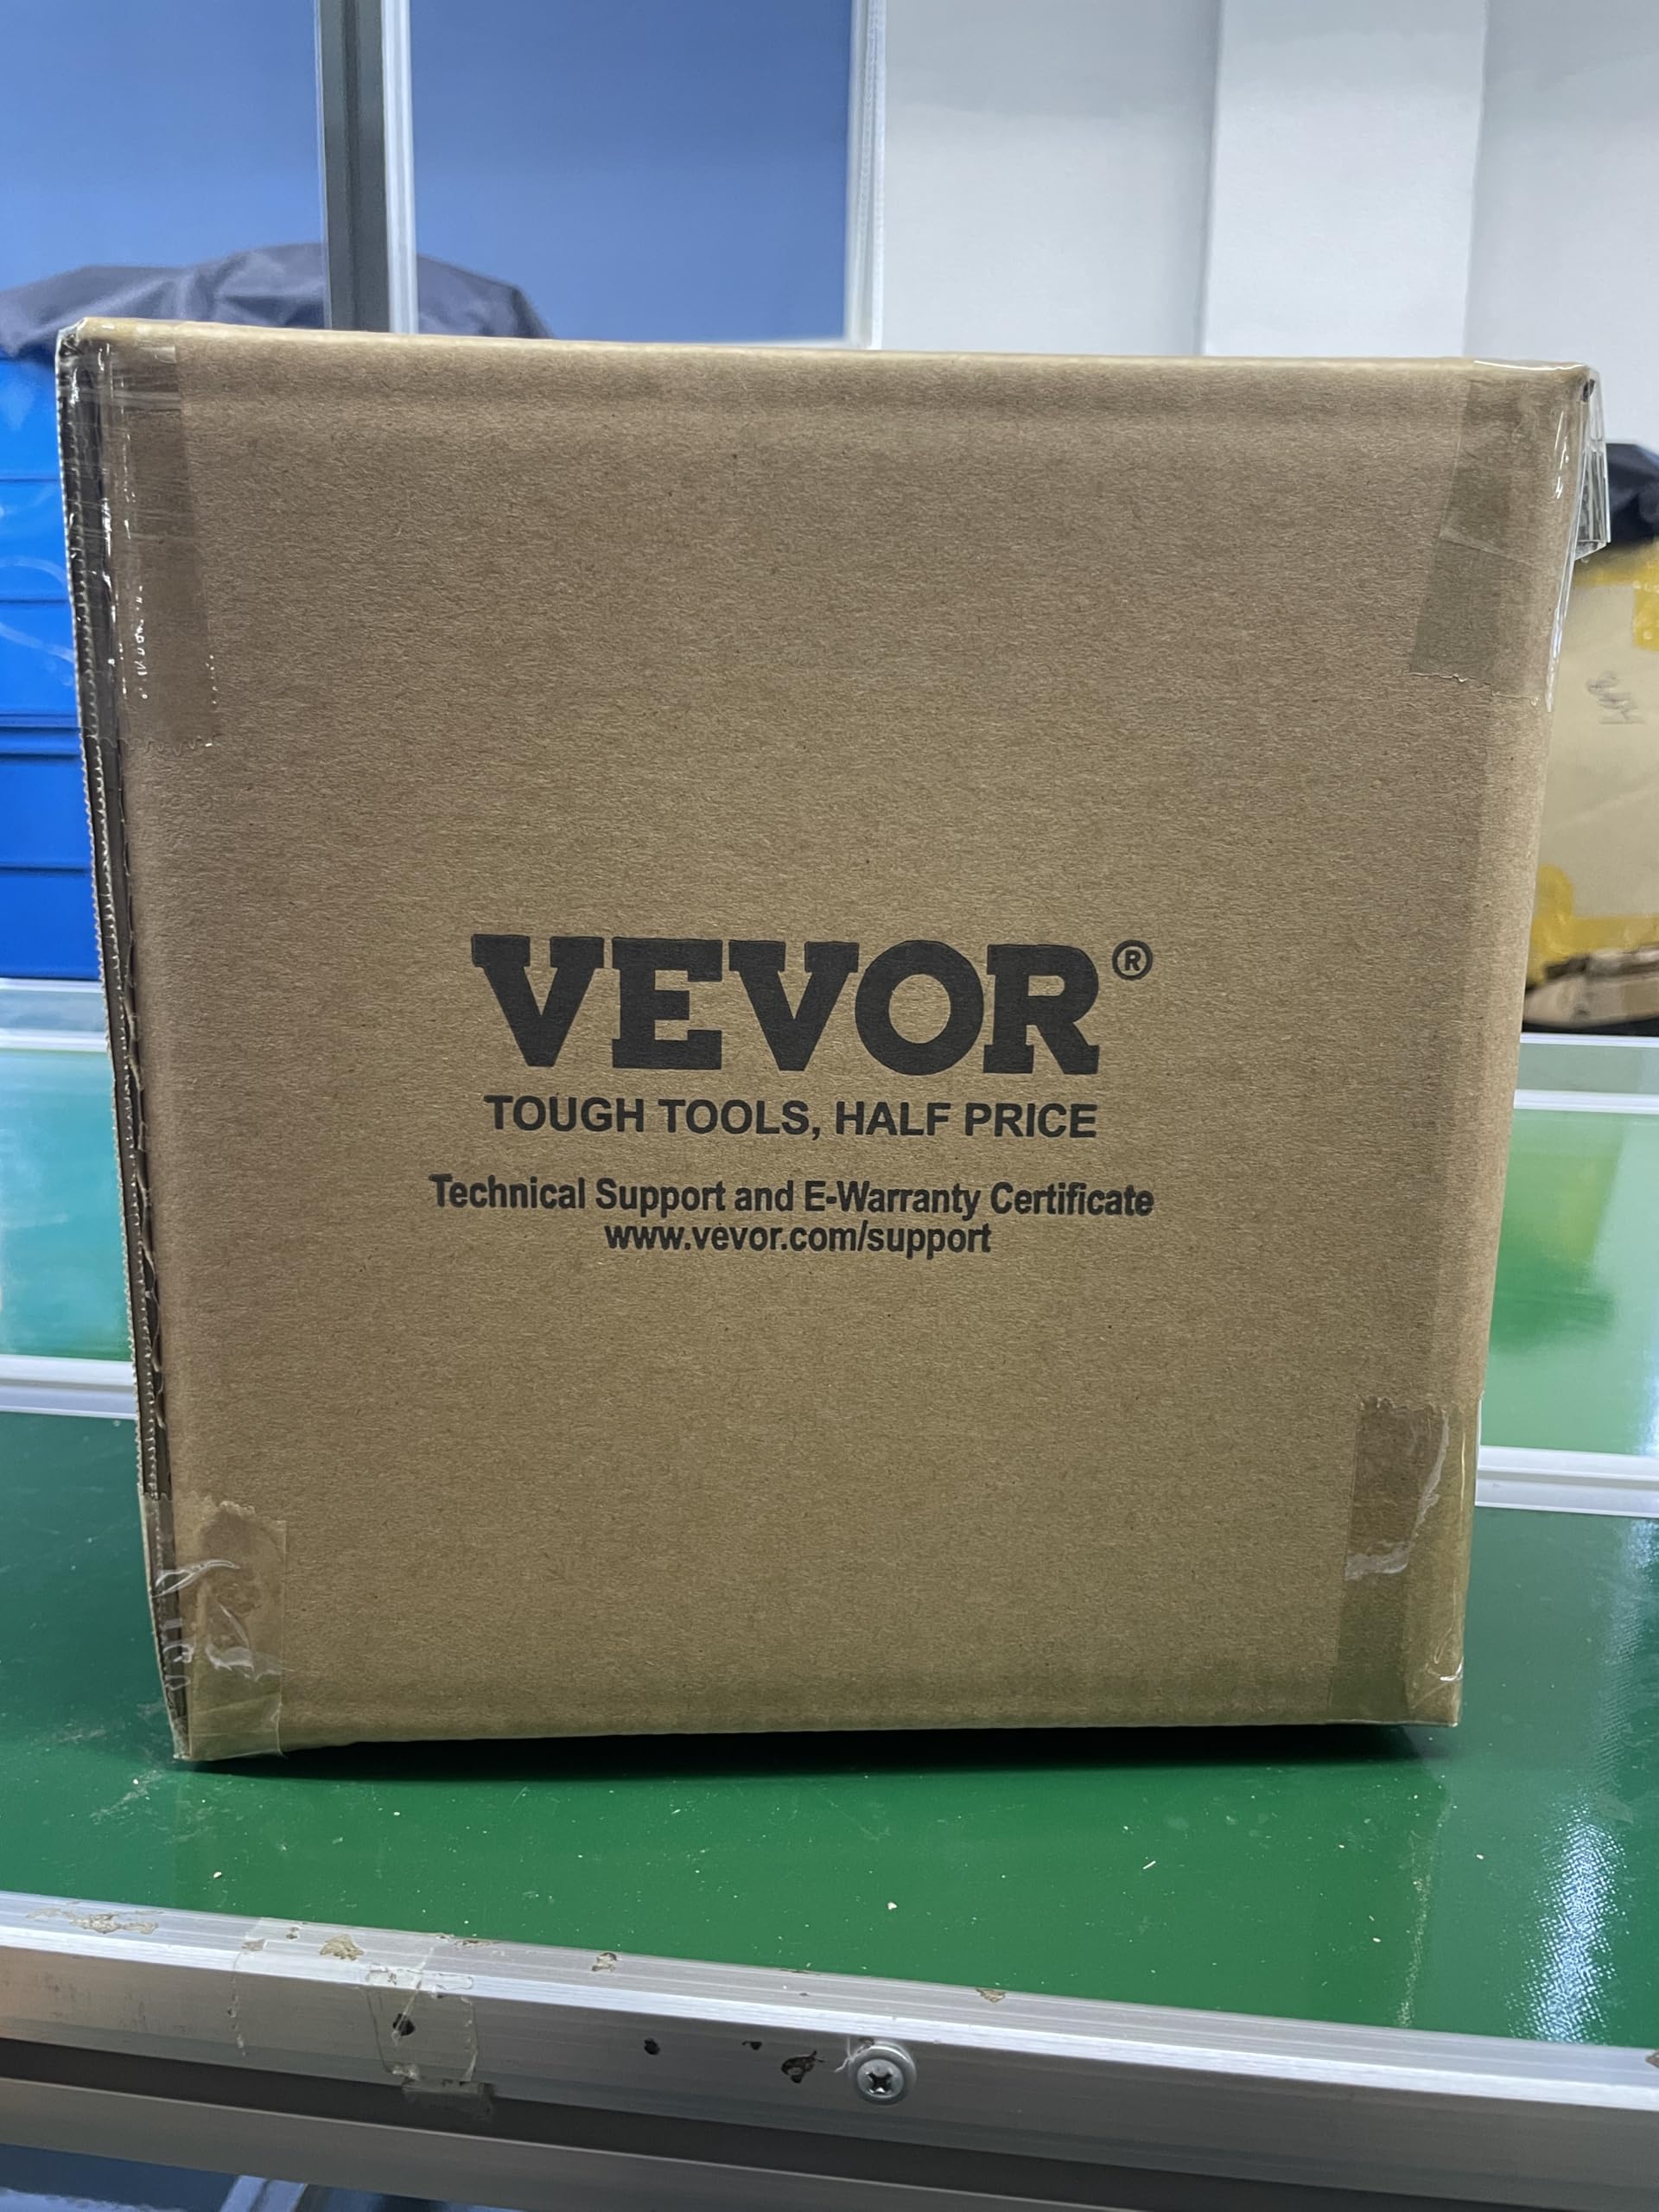 VEVOR®
TOUGH TOOLS, HALF PRICE
Technical Support and E-Warranty Certificate
www.vevor.com/support